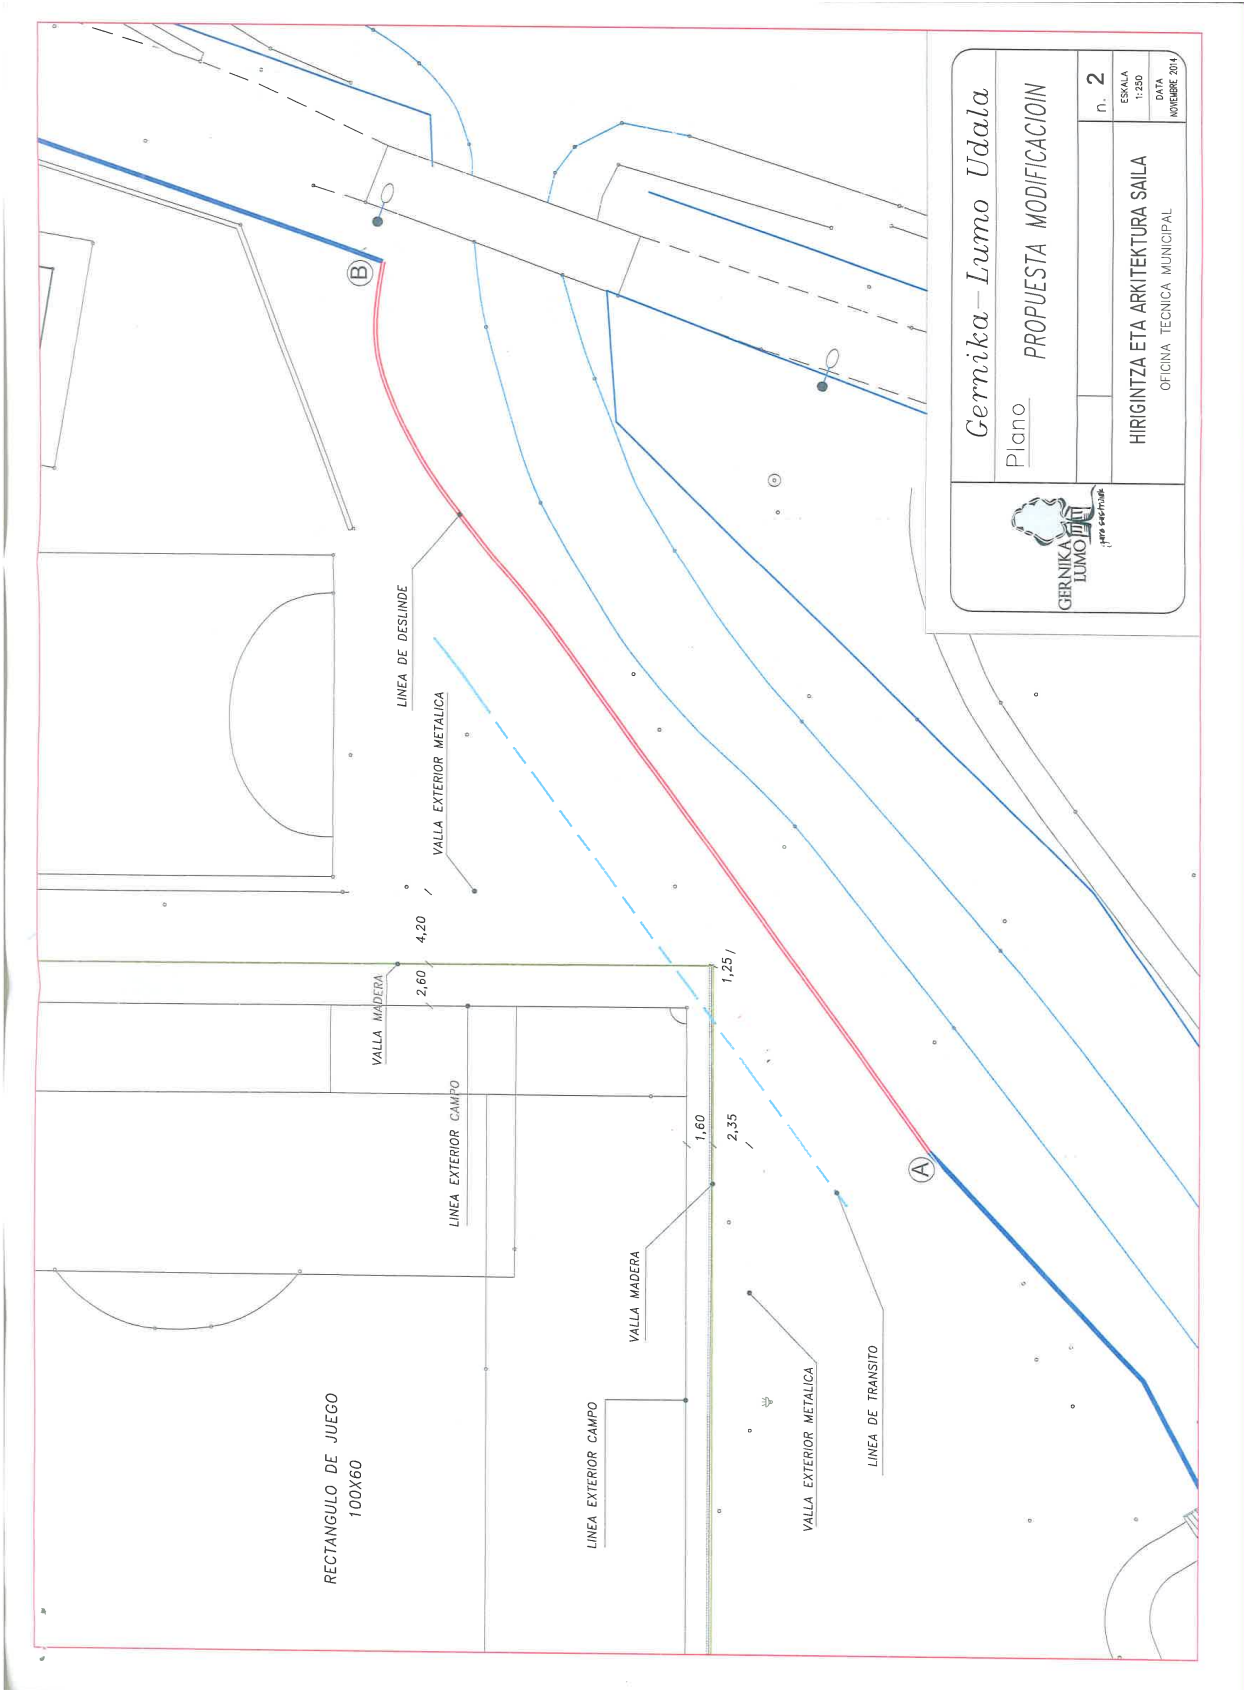 Gernika-Lumo Udala
Plano PROPUESTA MODIFICACIOIN
n. 2
ESKALA
1:250
DATA
NOVIEMBRE 2014
HIRIGINTZA ETA ARKITEKTURA SAILA
OFICINA TECNICA MUNICIPAL
GERNIKA
LUMO
B
LINEA DE DESLINDE
VALLA EXTERIOR METALICA
4,20
2,60
VALLA MADERA
LINEA EXTERIOR CAMPO
1,25
1,60
2,35
A
VALLA MADERA
LINEA EXTERIOR CAMPO
VALLA EXTERIOR METALICA
LINEA DE TRANSITO
RECTANGULO DE JUEGO
100X60